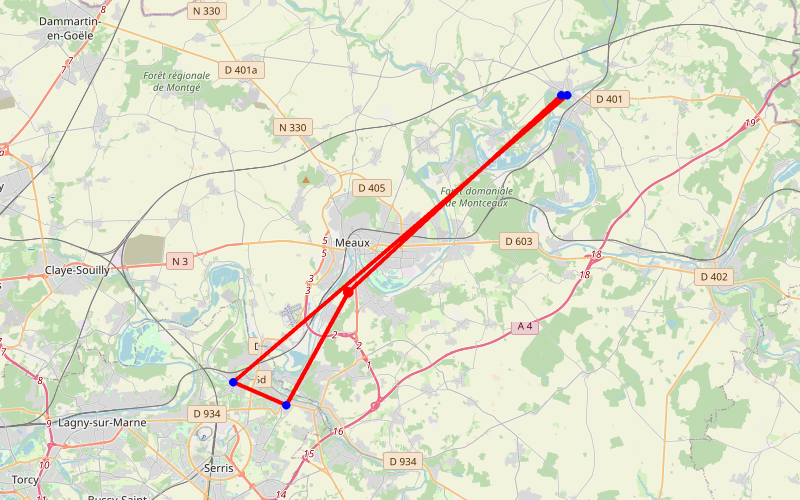 N 330
8
Dammartin-
en-Goële
D 401a
7
Forêt régionale
de Montgé
D 401
N 330
19
D 405
Forêt domaniale
de Montceaux
5
Meaux
D 603
5
N 3
18
Claye-Souilly
18
D 402
3
3
A 4
2
2
7
1
8
D 934
Lagny-sur-Marne
9
16
10
15
D 934
Serris
Torcy
11
14
Bussy-Saint-